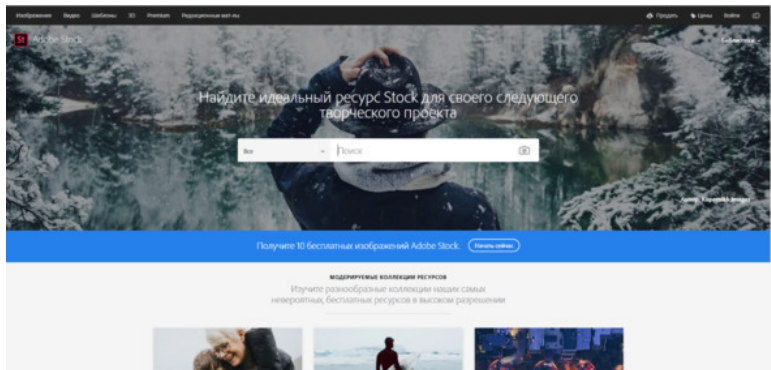 Изображения Видео Шаблоны 3D Premium Редакционные мат-лы Продать Цены Войти
St Adobe Stock Библиотеки
Найдите идеальный ресурс Stock для своего следующего
творческого проекта
Все Поиск
Получите 10 бесплатных изображений Adobe Stock. Начать сейчас
МОДЕРИРУЕМЫЕ КОЛЛЕКЦИИ РЕСУРСОВ
Изучите разнообразные коллекции наших самых
невероятных, бесплатных ресурсов в высоком разрешении